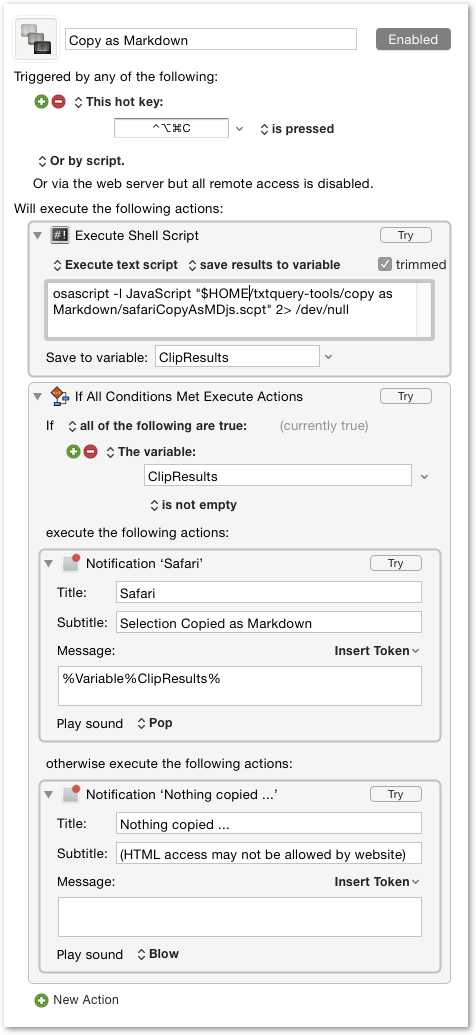 Copy as Markdown
Enabled
Triggered by any of the following:
This hot key:
^⌥⌘C
is pressed
Or by script.
Or via the web server but all remote access is disabled.
Will execute the following actions:
#!
Execute Shell Script
Try
Execute text script
save results to variable
trimmed
osascript -l JavaScript "$HOME/txtquery-tools/copy as
Markdown/safariCopyAsMDjs.scpt" 2> /dev/null
Save to variable:
ClipResults
If All Conditions Met Execute Actions
Try
If
all of the following are true:
(currently true)
The variable:
ClipResults
is not empty
execute the following actions:
Notification ‘Safari’
Try
Title:
Safari
Subtitle:
Selection Copied as Markdown
Message:
Insert Token
%Variable%ClipResults%
Play sound
Pop
otherwise execute the following actions:
Notification ‘Nothing copied ...’
Try
Title:
Nothing copied ...
Subtitle:
(HTML access may not be allowed by website)
Message:
Insert Token
Play sound
Blow
New Action